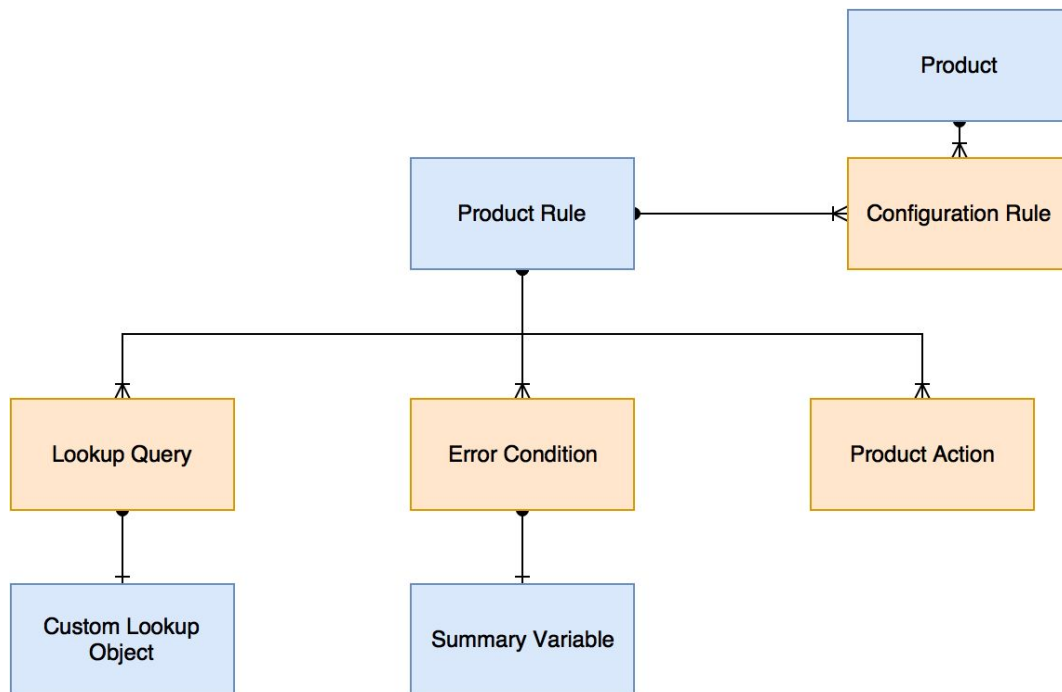 Product
Product Rule
Configuration Rule
Lookup Query
Error Condition
Product Action
Custom Lookup
Object
Summary Variable